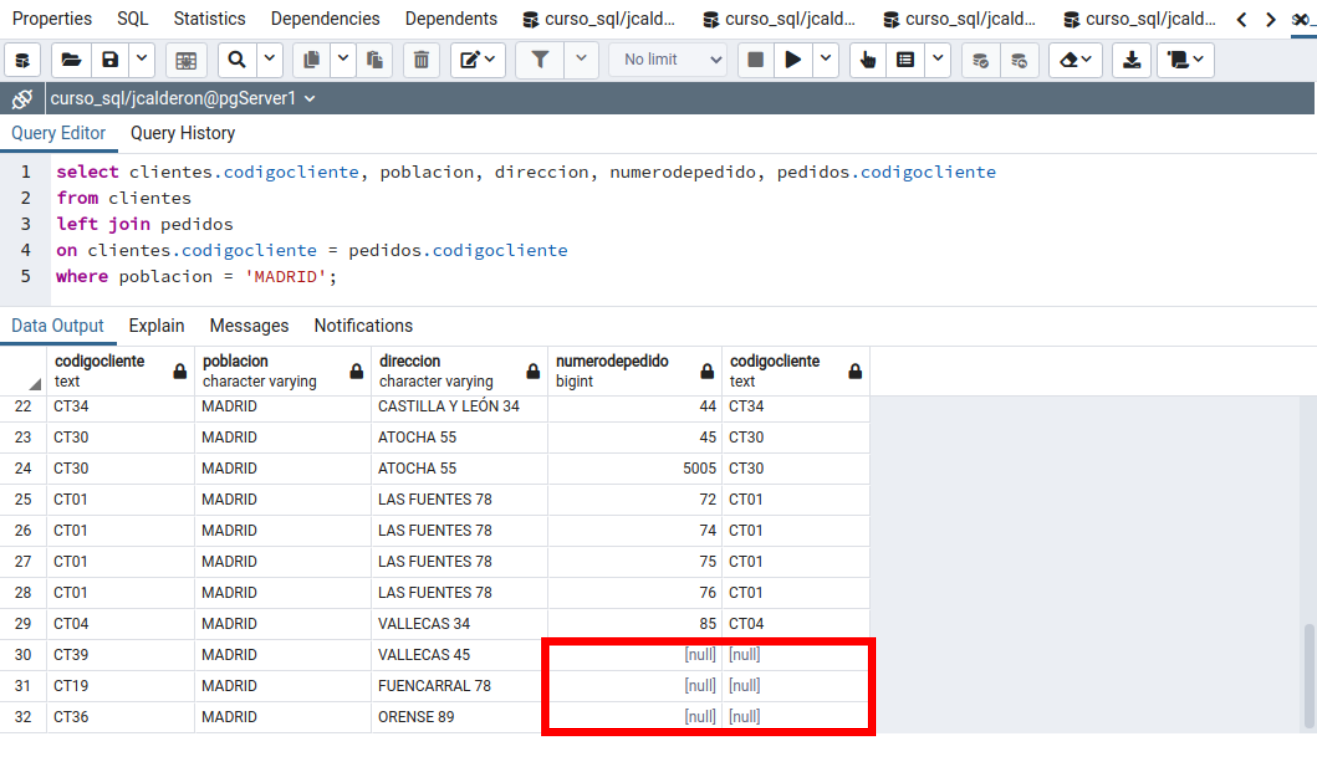 Properties SQL Statistics Dependencies Dependents curso_sql/jcald... curso_sql/jcald... curso_sql/jcald... curso_sql/jcald...
No limit
curso_sql/jcalderon@pgServer1
Query Editor Query History
1 select clientes.codigocliente, poblacion, direccion, numerodepedido, pedidos.codigocliente
2 from clientes
3 left join pedidos
4 on clientes.codigocliente = pedidos.codigocliente
5 where poblacion = 'MADRID';
Data Output Explain Messages Notifications
codigocliente poblacion direccion numerodepedido codigocliente
text character varying character varying bigint text
22 CT34 MADRID CASTILLA Y LEÓN 34 44 CT34
23 CT30 MADRID ATOCHA 55 45 CT30
24 CT30 MADRID ATOCHA 55 5005 CT30
25 CT01 MADRID LAS FUENTES 78 72 CT01
26 CT01 MADRID LAS FUENTES 78 74 CT01
27 CT01 MADRID LAS FUENTES 78 75 CT01
28 CT01 MADRID LAS FUENTES 78 76 CT01
29 CT04 MADRID VALLECAS 34 85 CT04
30 CT39 MADRID VALLECAS 45 [null] [null]
31 CT19 MADRID FUENCARRAL 78 [null] [null]
32 CT36 MADRID ORENSE 89 [null] [null]